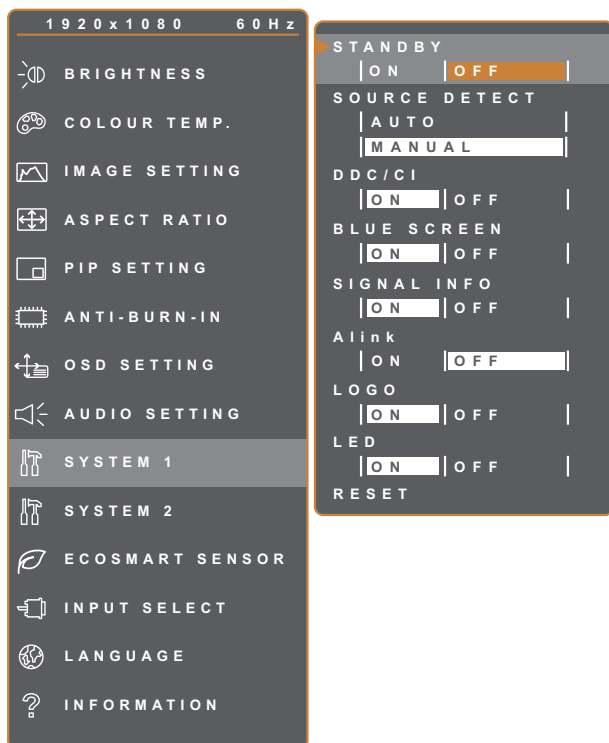 1920x1080 60Hz
BRIGHTNESS
COLOUR TEMP.
IMAGE SETTING
ASPECT RATIO
PIP SETTING
ANTI-BURN-IN
OSD SETTING
AUDIO SETTING
SYSTEM 1
SYSTEM 2
ECOSMART SENSOR
INPUT SELECT
LANGUAGE
INFORMATION
STANDBY
ON OFF
SOURCE DETECT
AUTO
MANUAL
DDC/CI
ON OFF
BLUE SCREEN
ON OFF
SIGNAL INFO
ON OFF
Alink
ON OFF
LOGO
ON OFF
LED
ON OFF
RESET